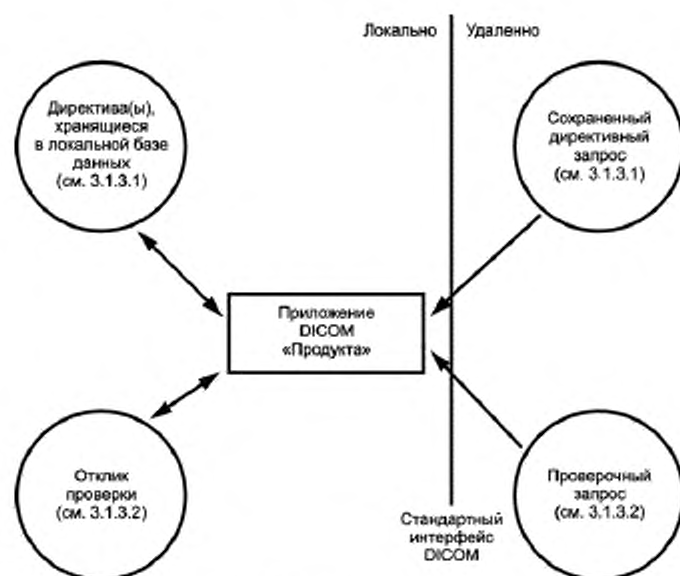 Локально
Удаленно
Директива(ы),
хранящиеся
в локальной базе
данных
(см. 3.1.3.1)
Сохраненный
директивный
запрос
(см. 3.1.3.1)
Приложение
DICOM
«Продукта»
Отклик
проверки
(см. 3.1.3.2)
Проверочный
запрос
(см. 3.1.3.2)
Стандартный
интерфейс
DICOM